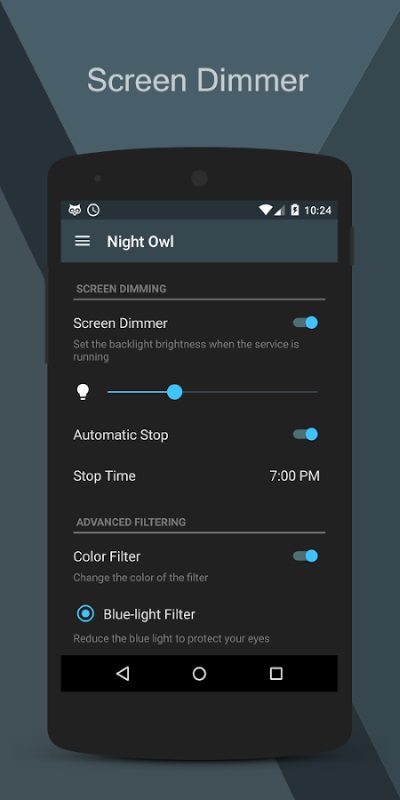 Screen Dimmer
10:24
Night Owl
SCREEN DIMMING
Screen Dimmer
Set the backlight brightness when the service is
running
Automatic Stop
Stop Time 7:00 PM
ADVANCED FILTERING
Color Filter
Change the color of the filter
Blue-light Filter
Reduce the blue light to protect your eyes